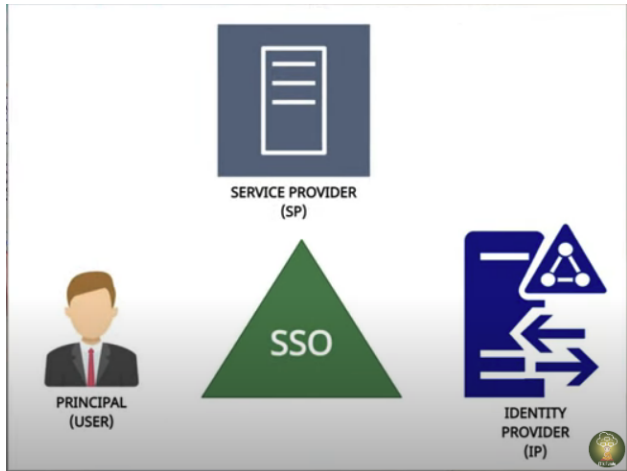 SERVICE PROVIDER
(SP)
SSO
PRINCIPAL
(USER)
IDENTITY
PROVIDER
(IP)